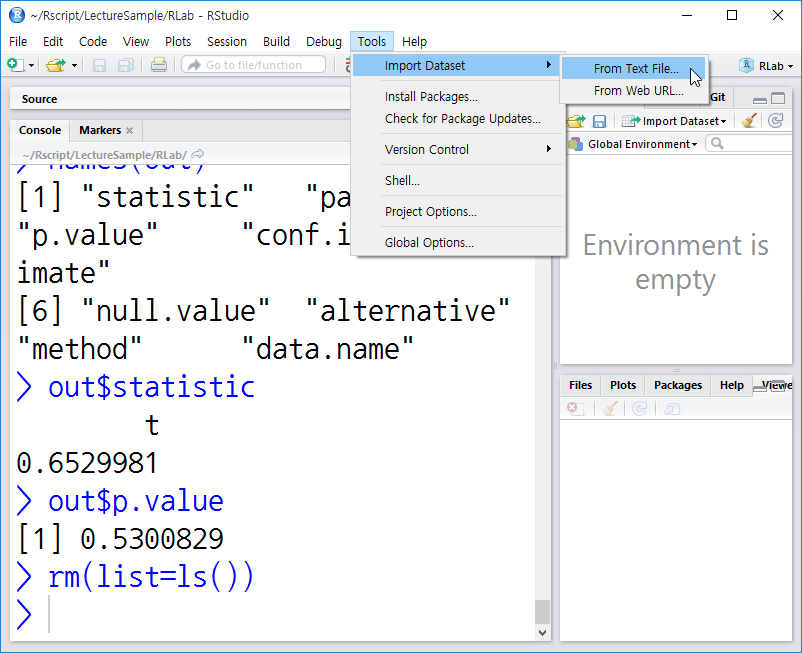 ~/Rscript/LectureSample/RLab - RStudio
File Edit Code View Plots Session Build Debug Tools Help
Go to file/function
RLab
Import Dataset
From Text File...
From Web URL...
Install Packages...
Check for Package Updates...
Version Control
Shell...
Project Options...
Global Options...
Source
Console Markers
~/Rscript/LectureSample/RLab/
> names(out)
[1] "statistic" "pa
"p.value" "conf.i
imate"
[6] "null.value" "alternative"
"method" "data.name"
> out$statistic
t
0.6529981
> out$p.value
[1] 0.5300829
> rm(list=ls())
>
Git
Import Dataset
Global Environment
Environment is
empty
Files Plots Packages Help Viewe